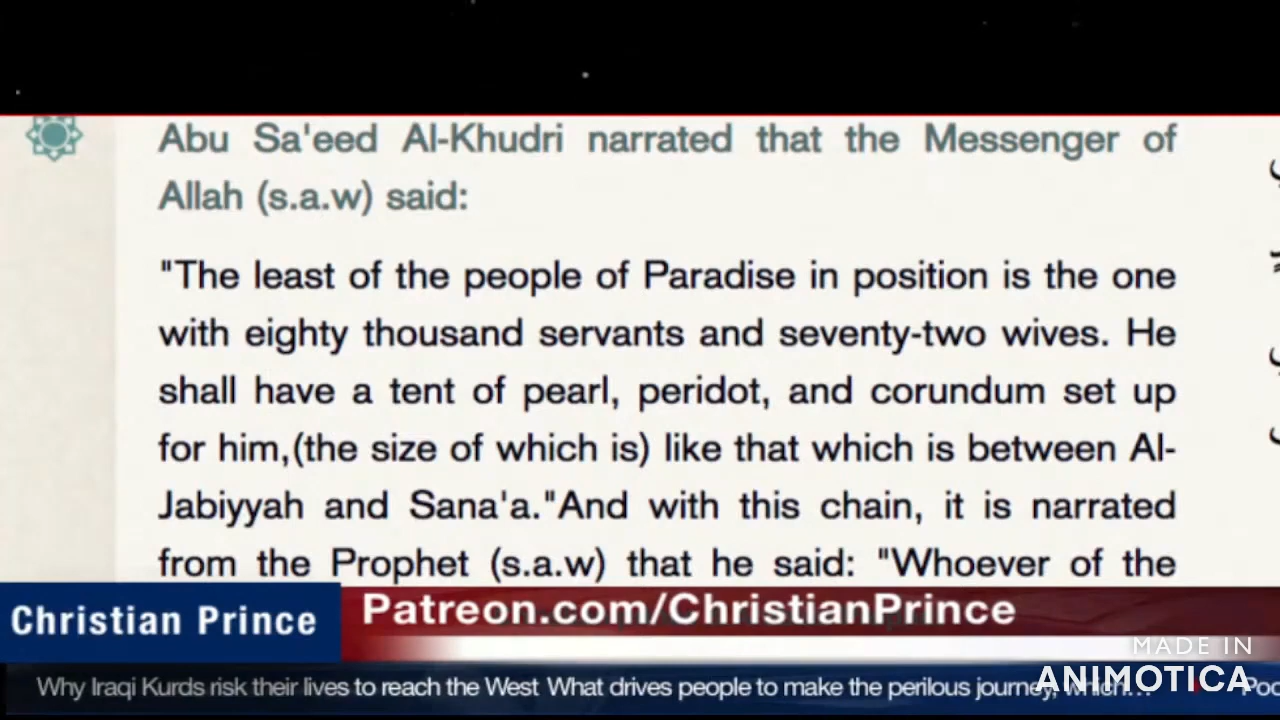 Abu Sa'eed Al-Khudri narrated that the Messenger of
Allah (s.a.w) said:
"The least of the people of Paradise in position is the one
with eighty thousand servants and seventy-two wives. He
shall have a tent of pearl, peridot, and corundum set up
for him,(the size of which is) like that which is between Al-
Jabiyyah and Sana'a."And with this chain, it is narrated
from the Prophet (s.a.w) that he said: "Whoever of the
Christian Prince
Patreon.com/ChristianPrince
MADE IN
ANIMOTICA
Why Iraqi Kurds risk their lives to reach the West What drives people to make the perilous journey, which...